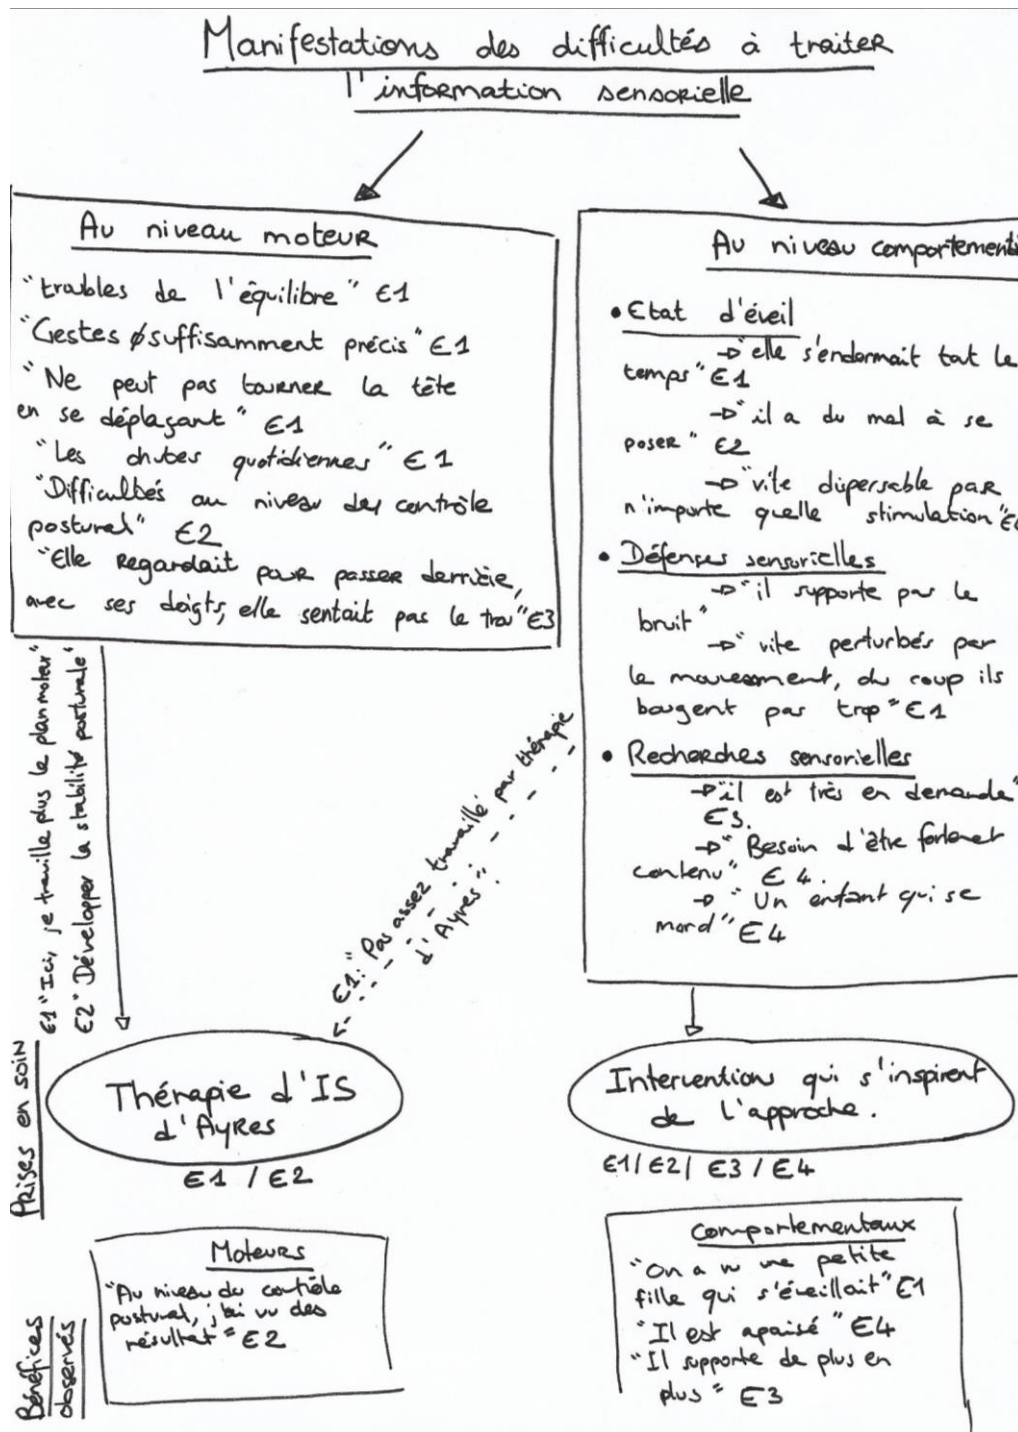 Manifestations des difficultés à traiter
l'information sensorielle
Au niveau moteur
"troubles de l'équilibre" E1
"Gestes ∅ suffisamment précis" E1
"Ne peut pas tourner la tête
en se déplaçant" E1
"Les chutes quotidiennes" E1
"Difficultés au niveau du contrôle
postural" E2
"Elle regardait pour passer derrière,
avec ses doigts, elle sentait pas le trou" E3
Au niveau comportementa
• Etat d'éveil
→ "elle s'endormait tout le
temps" E1
→ "il a du mal à se
poser" E2
→ "vite dispersable par
n'importe quelle stimulation"
• Défenses sensorielles
→ "il supporte pas le
bruit"
→ "vite perturbés par
le mouvement, du coup ils
bougent pas trop" E1
• Recherches sensorielles
→ "il est très en demande"
E3.
→ "Besoin d'être fortement
contenu" E4.
→ "Un enfant qui se
mord" E4
E1 "Ici, je travaille plus le plan moteur"
E2 "Développer la stabilité posturale"
E1: "Pas assez travaillé par thérapie
d'Ayres".
Prises en soin
Thérapie d'IS
d'Ayres
E1 / E2
Intervention qui s'inspirent
de l'approche.
E1/ E2/ E3 / E4
Bénéfices
observés
Moteurs
"Au niveau du contrôle
postural, j'ai vu des
résultat" E2
Comportementaux
"On a vu une petite
fille qui s'éveillait" E1
"Il est apaisé" E4
"Il supporte de plus en
plus" E3